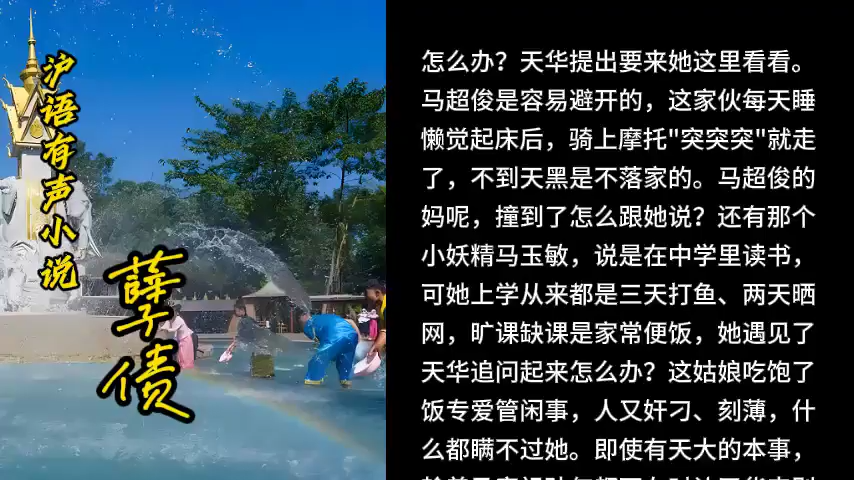 沪语有声小说
孽债
怎么办？天华提出要来她这里看看。
马超俊是容易避开的，这家伙每天睡
懒觉起床后，骑上摩托"突突突"就走
了，不到天黑是不落家的。马超俊的
妈呢，撞到了怎么跟她说？还有那个
小妖精马玉敏，说是在中学里读书，
可她上学从来都是三天打鱼、两天晒
网，旷课缺课是家常便饭，她遇见了
天华追问起来怎么办？这姑娘吃饱了
饭专爱管闲事，人又奸刁、刻薄，什
么都瞒不过她。即使有天大的本事，